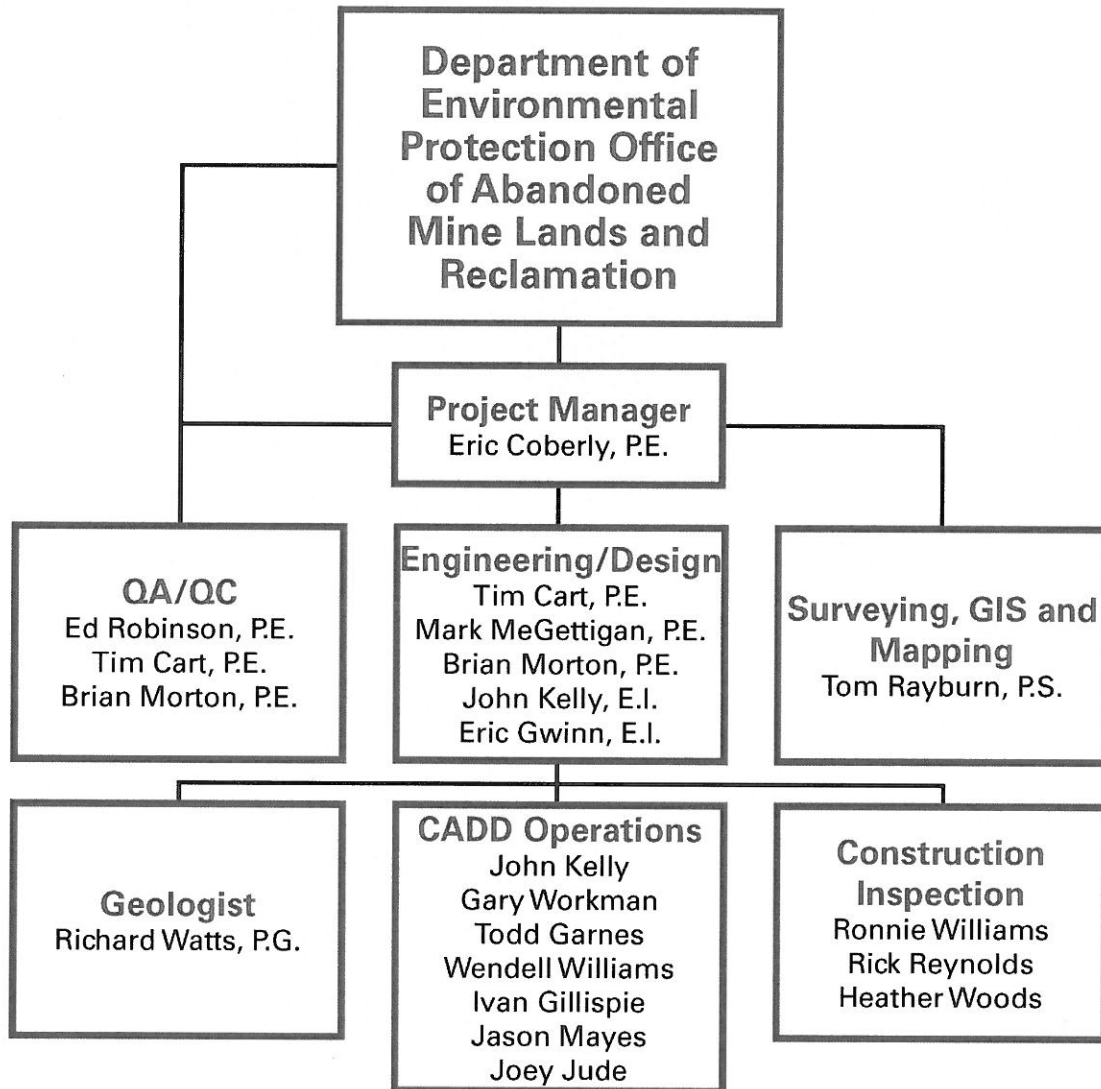 Department of
Environmental
Protection Office
of Abandoned
Mine Lands and
Reclamation
Project Manager
Eric Coberly, P.E.
QA/QC
Ed Robinson, P.E.
Tim Cart, P.E.
Brian Morton, P.E.
Engineering/Design
Tim Cart, P.E.
Mark MeGettigan, P.E.
Brian Morton, P.E.
John Kelly, E.I.
Eric Gwinn, E.I.
Surveying, GIS and
Mapping
Tom Rayburn, P.S.
Geologist
Richard Watts, P.G.
CADD Operations
John Kelly
Gary Workman
Todd Garnes
Wendell Williams
Ivan Gillispie
Jason Mayes
Joey Jude
Construction
Inspection
Ronnie Williams
Rick Reynolds
Heather Woods